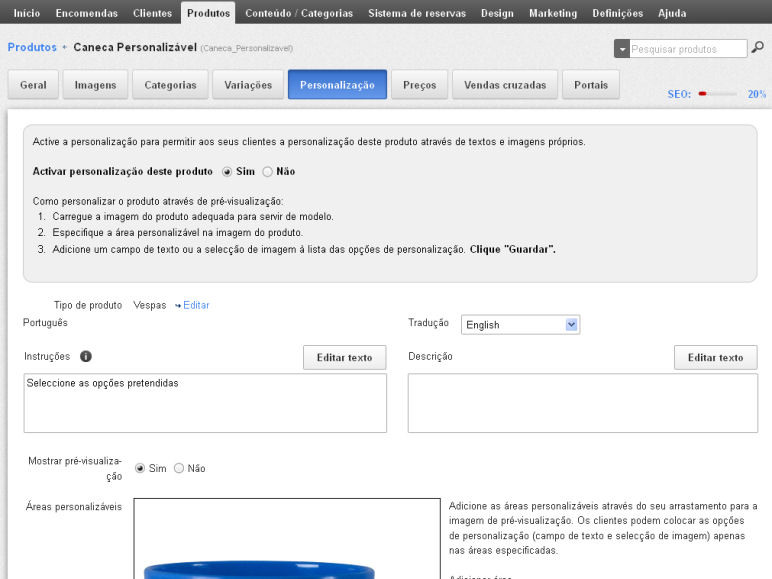 Início Encomendas Clientes Produtos Conteúdo / Categorias Sistema de reservas Design Marketing Definições Ajuda
Produtos Caneca Personalizável (Caneca_Personalizavel) Pesquisar produtos
Geral Imagens Categorias Variações Personalização Preços Vendas cruzadas Portais
SEO: 20%
Active a personalização para permitir aos seus clientes a personalização deste produto através de textos e imagens próprios.
Activar personalização deste produto Sim Não
Como personalizar o produto através de pré-visualização:
1. Carregue a imagem do produto adequada para servir de modelo.
2. Especifique a área personalizável na imagem do produto.
3. Adicione um campo de texto ou a selecção de imagem à lista das opções de personalização. Clique "Guardar".
Tipo de produto Vespas Editar
Português Tradução English
Instruções i Editar texto Descrição Editar texto
Seleccione as opções pretendidas
Mostrar pré-visualiza-
ção Sim Não
Áreas personalizáveis
Adicione as áreas personalizáveis através do seu arrastamento para a
imagem de pré-visualização. Os clientes podem colocar as opções
de personalização (campo de texto e selecção de imagem) apenas
nas áreas especificadas.
Adicionar área